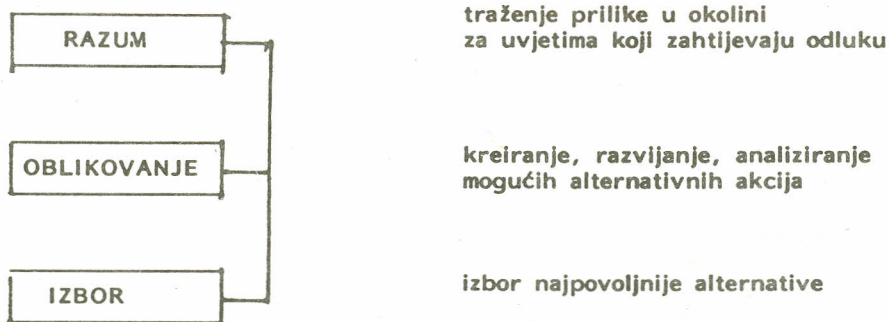 RAZUM
traženje prilike u okolini
za uvjetima koji zahtijevaju odluku
OBLIKOVANJE
kreiranje, razvijanje, analiziranje
mogućih alternativnih akcija
IZBOR
izbor najpovoljnije alternative